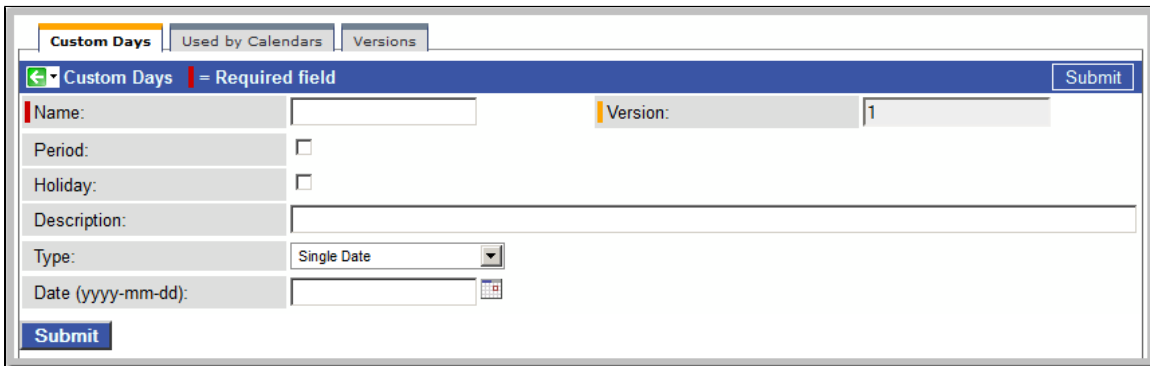 Custom Days Used by Calendars Versions
Custom Days = Required field Submit
Name: Version: 1
Period:
Holiday:
Description:
Type: Single Date
Date (yyyy-mm-dd):
Submit